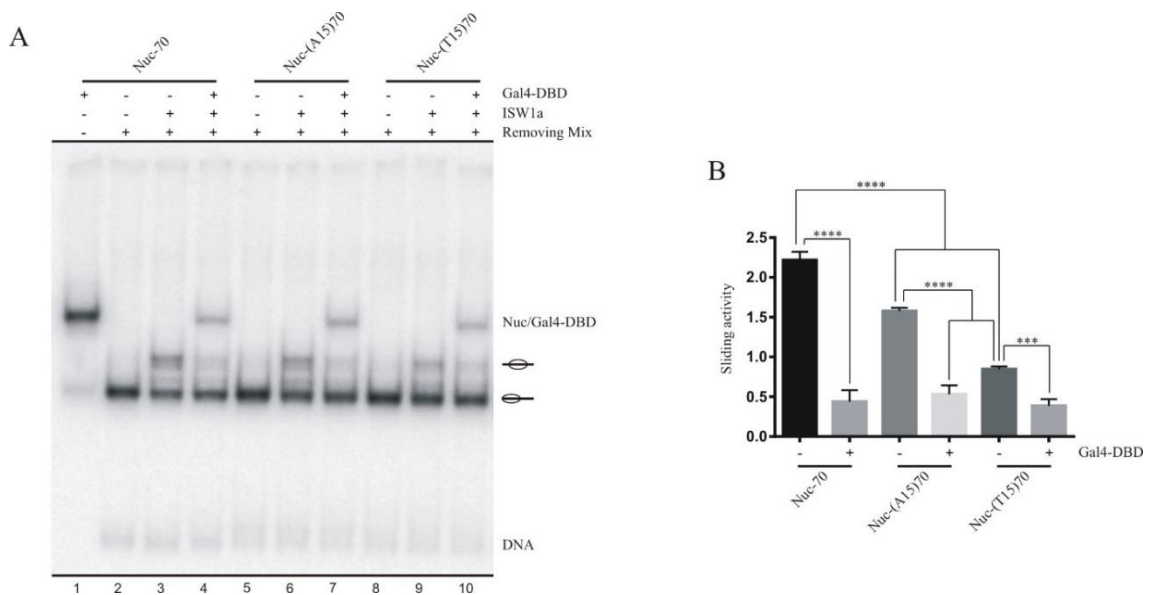 A
Nuc-70 Nuc-(A15)70 Nuc-(T15)70
+ - - + - - + - - + Gal4-DBD
- - + + - + + - + + ISW1a
- + + + + + + + + + Removing Mix
Nuc/Gal4-DBD
DNA
1 2 3 4 5 6 7 8 9 10
B
****
****
****
***
2.5
2.0
1.5
1.0
0.5
0.0
Sliding activity
- + - + - + Gal4-DBD
Nuc-70 Nuc-(A15)70 Nuc-(T15)70